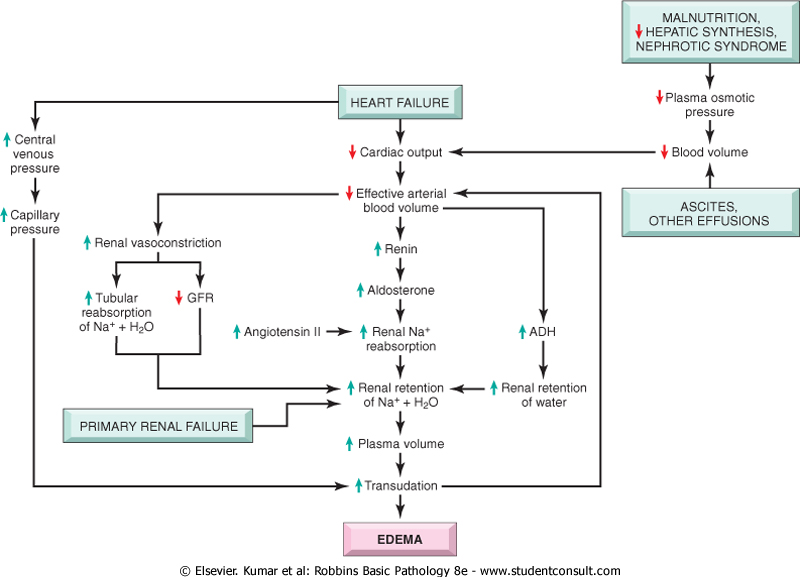 MALNUTRITION,
↓ HEPATIC SYNTHESIS,
NEPHROTIC SYNDROME
↓ Plasma osmotic
pressure
↓ Blood volume
ASCITES,
OTHER EFFUSIONS
HEART FAILURE
↑ Central
venous
pressure
↑ Capillary
pressure
↓ Cardiac output
↓ Effective arterial
blood volume
↑ Renal vasoconstriction
↑ Tubular
reabsorption
of Na⁺ + H₂O
↓ GFR
↑ Renin
↑ Aldosterone
↑ Angiotensin II
↑ Renal Na⁺
reabsorption
↑ ADH
↑ Renal retention
of Na⁺ + H₂O
↑ Renal retention
of water
PRIMARY RENAL FAILURE
↑ Plasma volume
↑ Transudation
EDEMA
© Elsevier. Kumar et al: Robbins Basic Pathology 8e - www.studentconsult.com